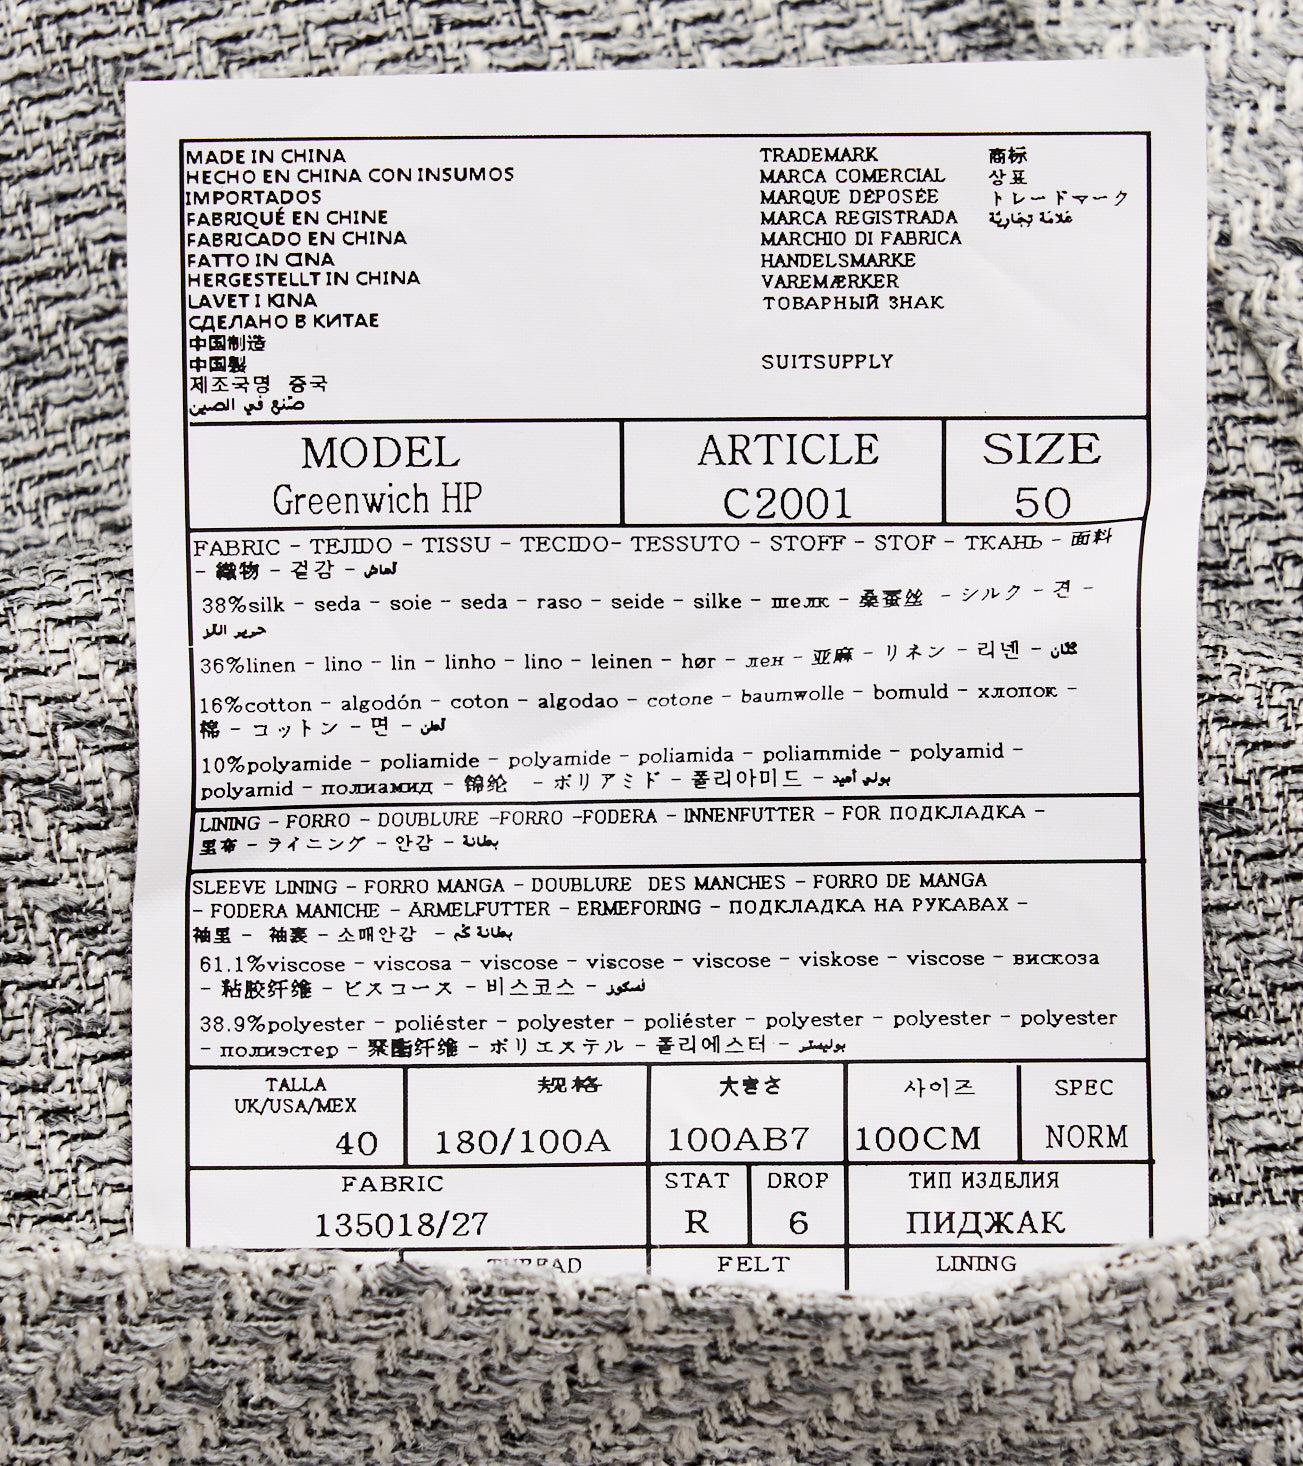 MADE IN CHINA
HECHO EN CHINA CON INSUMOS
IMPORTADOS
FABRIQUÉ EN CHINE
FABRICADO EN CHINA
FATTO IN CINA
HERGESTELLT IN CHINA
LAVET I KINA
СДЕЛАНО В КИТАЕ
中国制造
中国製
제조국명 중국
صنع في الصين
TRADEMARK
MARCA COMERCIAL
MARQUE DÉPOSÉE
MARCA REGISTRADA
MARCHIO DI FABRICA
HANDELSMARKE
VAREMÆRKER
ТОВАРНЫЙ ЗНАК
SUITSUPPLY
商标
상표
トレードマーク
علامة تجارية
MODEL
Greenwich HP
ARTICLE
C2001
SIZE
50
FABRIC - TEJIDO - TISSU - TECIDO- TESSUTO - STOFF - STOF - ТКАНЬ - 面料
- 織物 - 겉감 - قماش
38%silk - seda - soie - seda - raso - seide - silke - шелк - 桑蚕丝 - シルク - 견 -
حرير
36%linen - lino - lin - linho - lino - leinen - hør - лен - 亚麻 - リネン - 리넨 - كتان
16%cotton - algodón - coton - algodao - cotone - baumwolle - bomuld - хлопок -
棉 - コットン - 면 - قطن
10%polyamide - poliamide - polyamide - poliamida - poliammide - polyamid -
polyamid - полиамид - 锦纶 - ポリアミド - 폴리아미드 - بولي أميد
LINING - FORRO - DOUBLURE -FORRO -FODERA - INNENFUTTER - FOR ПОДКЛАДКА -
里布 - ライニング - 안감 - بطانة
SLEEVE LINING - FORRO MANGA - DOUBLURE DES MANCHES - FORRO DE MANGA
- FODERA MANICHE - ÄRMELFUTTER - ERMEFORING - ПОДКЛАДКА НА РУКАВАХ -
袖里 - 袖裏 - 소매안감 - بطانة كم
61.1%viscose - viscosa - viscose - viscose - viscose - viskose - viscose - вискоза
- 粘胶纤维 - ビスコース - 비스코스 -
38.9%polyester - poliéster - polyester - poliéster - polyester - polyester - polyester
- полиэстер - 聚酯纤维 - ポリエステル - 폴리에스터 - بوليستر
TALLA
UK/USA/MEX
40
规格
180/100A
大きさ
100AB7
사이즈
100CM
SPEC
NORM
FABRIC
135018/27
STAT
R
DROP
6
ТИП ИЗДЕЛИЯ
ПИДЖАК
THREAD
FELT
LINING